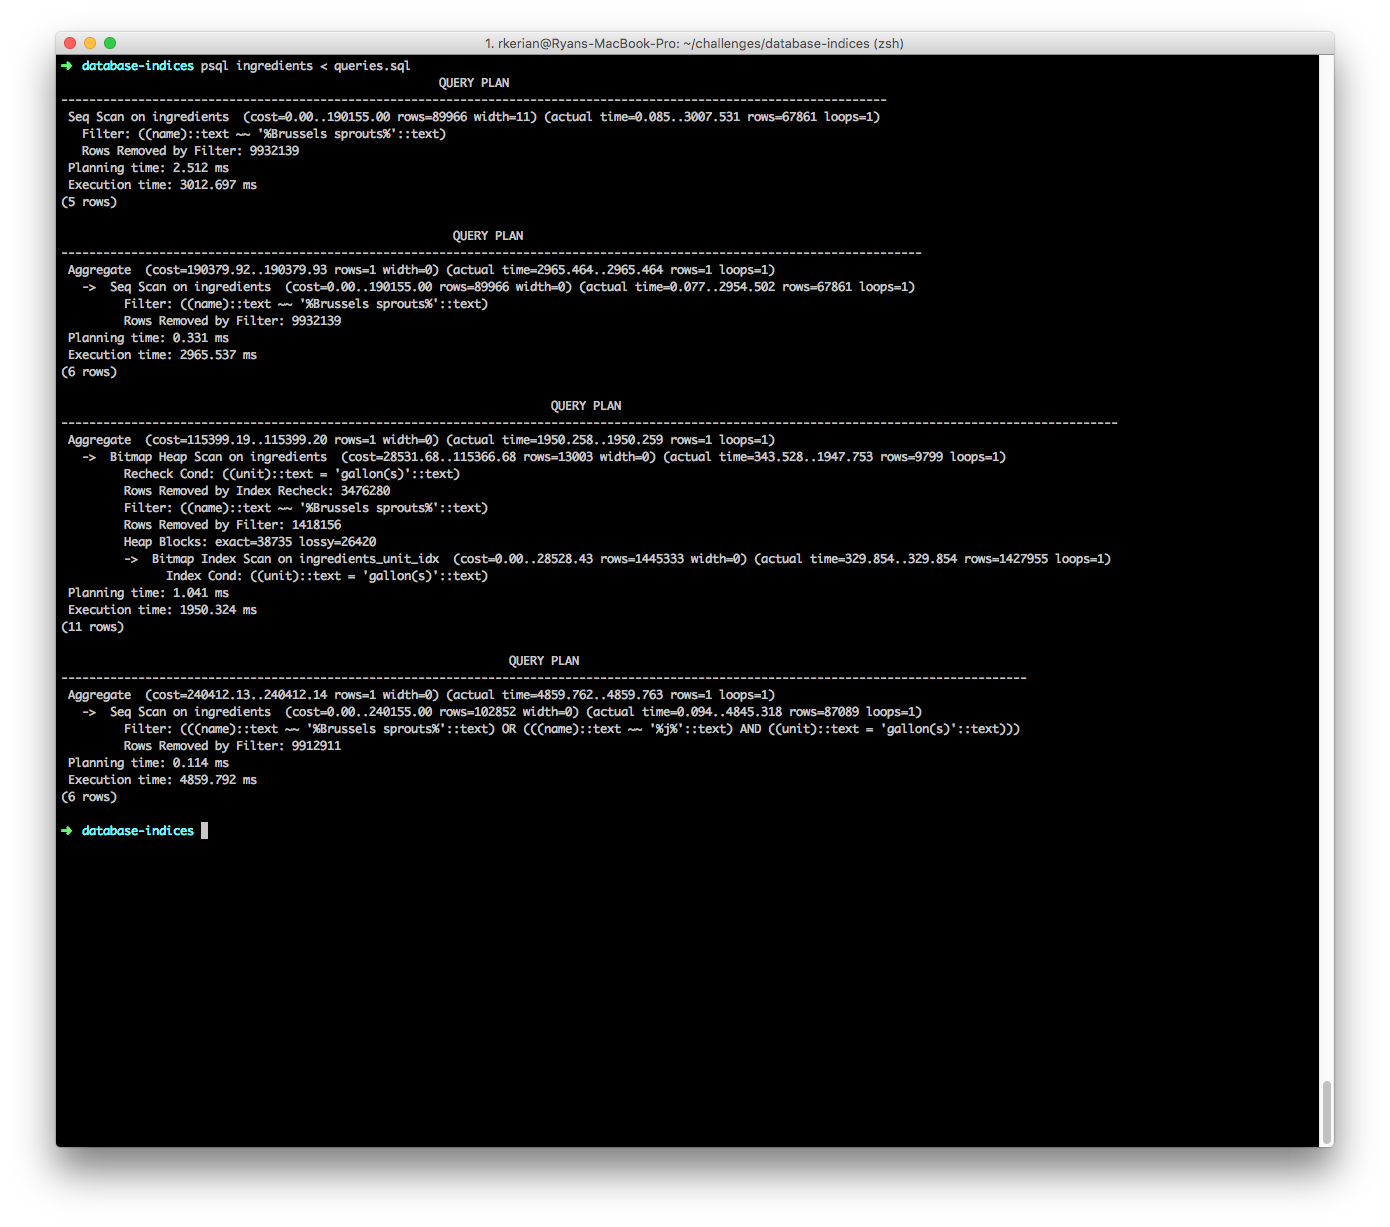 1. rkerian@Ryans-MacBook-Pro: ~/challenges/database-indices (zsh)
➜ database-indices psql ingredients < queries.sql
QUERY PLAN
----------------------------------------------------------------------------------------------------------------------
Seq Scan on ingredients (cost=0.00..190155.00 rows=89966 width=11) (actual time=0.085..3007.531 rows=67861 loops=1)
Filter: ((name)::text ~~ '%Brussels sprouts%'::text)
Rows Removed by Filter: 9932139
Planning time: 2.512 ms
Execution time: 3012.697 ms
(5 rows)
QUERY PLAN
---------------------------------------------------------------------------------------------------------------------------
Aggregate (cost=190379.92..190379.93 rows=1 width=0) (actual time=2965.464..2965.464 rows=1 loops=1)
-> Seq Scan on ingredients (cost=0.00..190155.00 rows=89966 width=0) (actual time=0.077..2954.502 rows=67861 loops=1)
Filter: ((name)::text ~~ '%Brussels sprouts%'::text)
Rows Removed by Filter: 9932139
Planning time: 0.331 ms
Execution time: 2965.537 ms
(6 rows)
QUERY PLAN
-------------------------------------------------------------------------------------------------------------------------------------------------------
Aggregate (cost=115399.19..115399.20 rows=1 width=0) (actual time=1950.258..1950.259 rows=1 loops=1)
-> Bitmap Heap Scan on ingredients (cost=28531.68..115366.68 rows=13003 width=0) (actual time=343.528..1947.753 rows=9799 loops=1)
Recheck Cond: ((unit)::text = 'gallon(s)'::text)
Rows Removed by Index Recheck: 3476280
Filter: ((name)::text ~~ '%Brussels sprouts%'::text)
Rows Removed by Filter: 1418156
Heap Blocks: exact=38735 lossy=26420
-> Bitmap Index Scan on ingredients_unit_idx (cost=0.00..28528.43 rows=1445333 width=0) (actual time=329.854..329.854 rows=1427955 loops=1)
Index Cond: ((unit)::text = 'gallon(s)'::text)
Planning time: 1.041 ms
Execution time: 1950.324 ms
(11 rows)
QUERY PLAN
------------------------------------------------------------------------------------------------------------------------------------------
Aggregate (cost=240412.13..240412.14 rows=1 width=0) (actual time=4859.762..4859.763 rows=1 loops=1)
-> Seq Scan on ingredients (cost=0.00..240155.00 rows=102852 width=0) (actual time=0.094..4845.318 rows=87089 loops=1)
Filter: (((name)::text ~~ '%Brussels sprouts%'::text) OR (((name)::text ~~ '%j%'::text) AND ((unit)::text = 'gallon(s)'::text)))
Rows Removed by Filter: 9912911
Planning time: 0.114 ms
Execution time: 4859.792 ms
(6 rows)
➜ database-indices